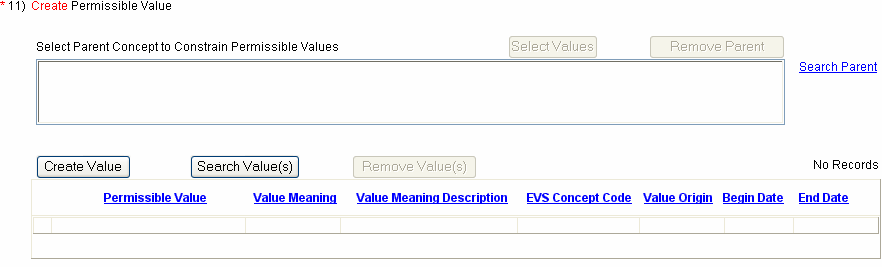 * 11) Create Permissible Value
Select Parent Concept to Constrain Permissible Values Select Values Remove Parent
Search Parent
Create Value Search Value(s) Remove Value(s) No Records
Permissible Value Value Meaning Value Meaning Description EVS Concept Code Value Origin Begin Date End Date